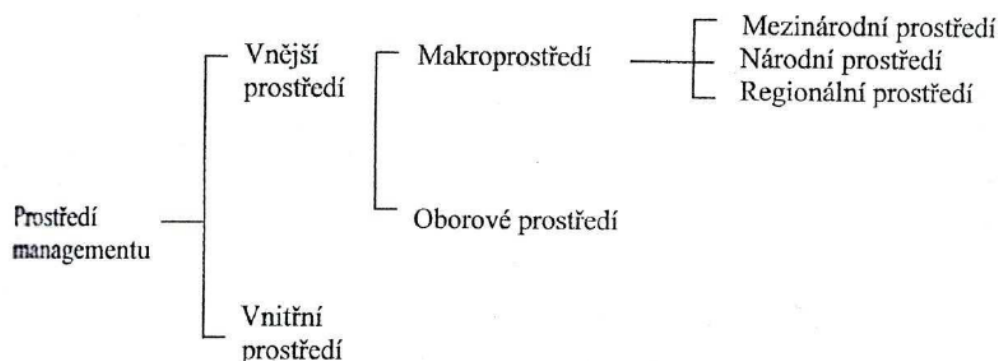 Mezinárodní prostředí
Vnější
prostředí
Makroprostředí
Národní prostředí
Regionální prostředí
Oborové prostředí
Prostředí
managementu
Vnitřní
prostředí